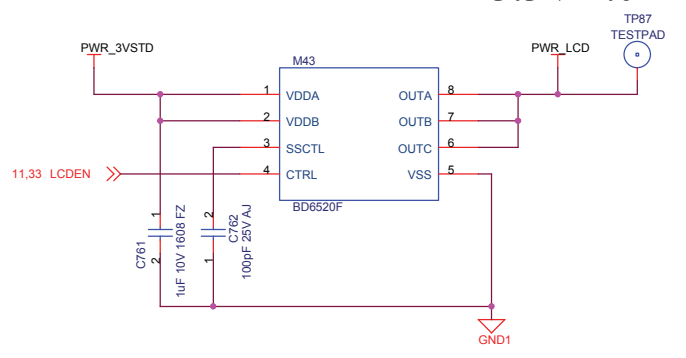 TP87
TESTPAD
PWR_3VSTD
PWR_LCD
M43
1 VDDA OUTA 8
2 VDDB OUTB 7
3 SSCTL OUTC 6
11,33 LCDEN 4 CTRL VSS 5
BD6520F
1
2
C761
1uF 10V 1608 FZ
2
1
C762
100pF 25V AJ
GND1